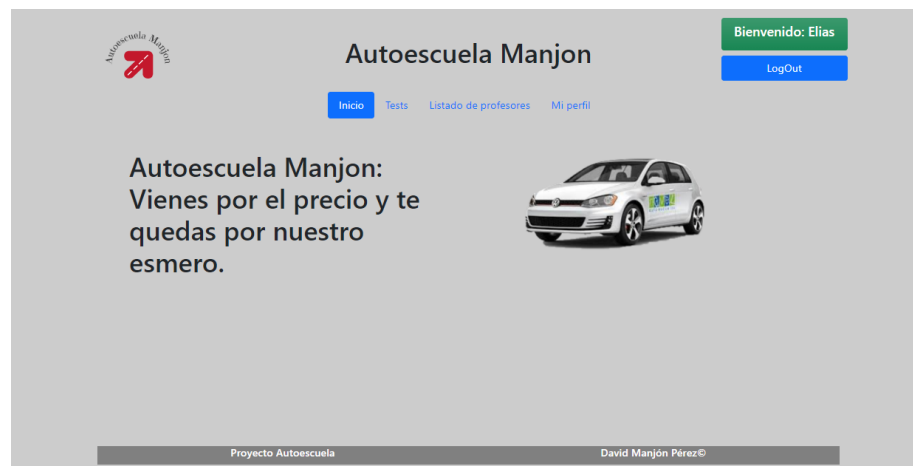 Autoescuela Manjon
Autoescuela Manjon
Bienvenido: Elias
LogOut
Inicio Tests Listado de profesores Mi perfil
Autoescuela Manjon:
Vienes por el precio y te
quedas por nuestro
esmero.
Proyecto Autoescuela David Manjón Pérez©